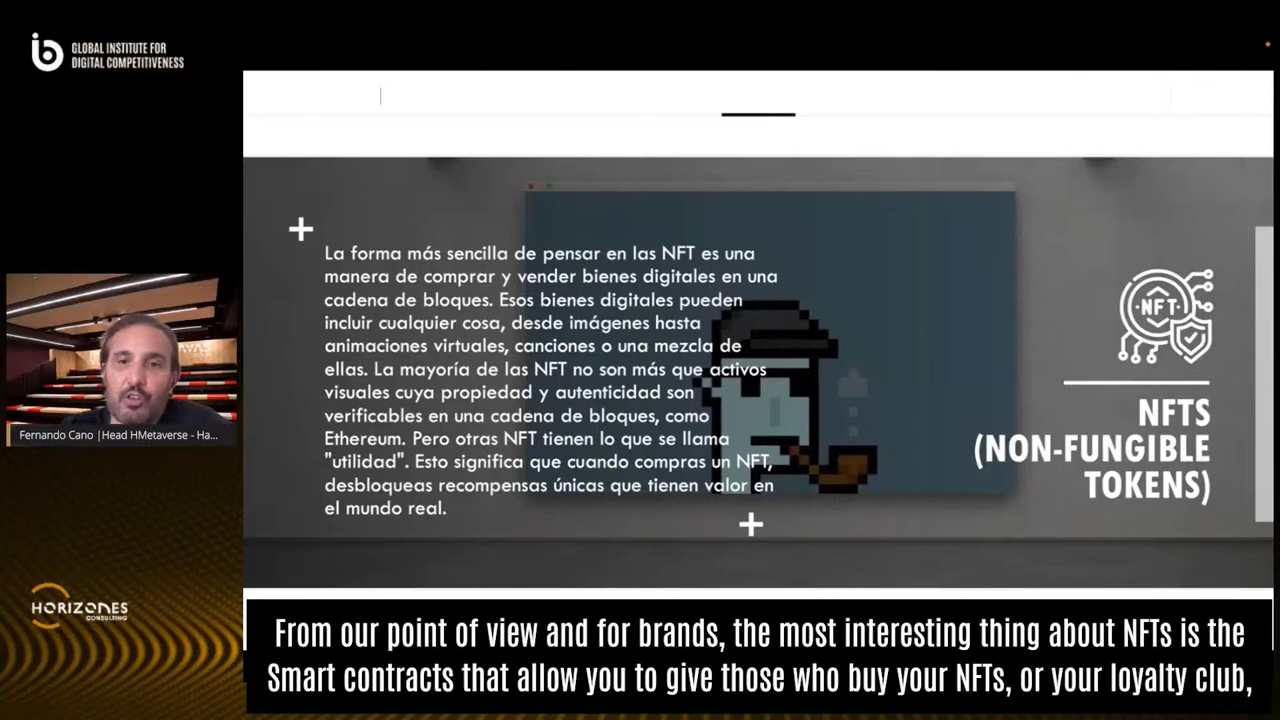 GLOBAL INSTITUTE FOR
DIGITAL COMPETITIVENESS
La forma más sencilla de pensar en las NFT es una
manera de comprar y vender bienes digitales en una
cadena de bloques. Esos bienes digitales pueden
incluir cualquier cosa, desde imágenes hasta
animaciones virtuales, canciones o una mezcla de
ellas. La mayoría de las NFT no son más que activos
visuales cuya propiedad y autenticidad son
verificables en una cadena de bloques, como
Ethereum. Pero otras NFT tienen lo que se llama
"utilidad". Esto significa que cuando compras un NFT,
desbloqueas recompensas únicas que tienen valor en
el mundo real.
NFT
NFTS
(NON-FUNGIBLE
TOKENS)
Fernando Cano |Head HMetaverse - Ha...
HORIZONES
CONSULTING
From our point of view and for brands, the most interesting thing about NFTs is the
Smart contracts that allow you to give those who buy your NFTs, or your loyalty club,